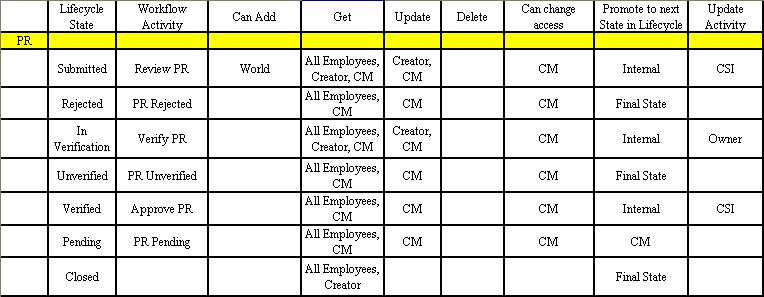 Lifecycle State	Workflow Activity	Can Add	Get	Update	Delete	Can change access	Promote to next State in Lifecycle	Update Activity
PR
Submitted	Review PR	World	All Employees, Creator, CM	Creator, CM		CM	Internal	CSI
Rejected	PR Rejected		All Employees, CM	CM		CM	Final State
In Verification	Verify PR		All Employees, Creator, CM	Creator, CM		CM	Internal	Owner
Unverified	PR Unverified		All Employees, CM	CM		CM	Final State
Verified	Approve PR		All Employees, CM	CM		CM	Internal	CSI
Pending	PR Pending		All Employees, CM	CM		CM	CM
Closed			All Employees, Creator				Final State